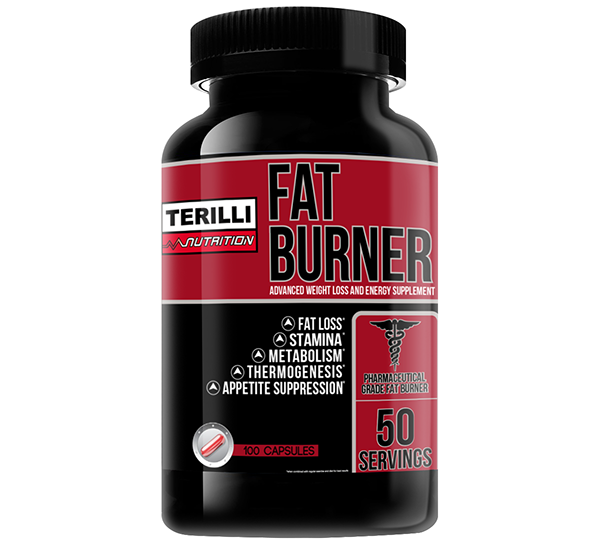 FAT
BURNER
TERILLI
NUTRITION
ADVANCED WEIGHT LOSS AND ENERGY SUPPLEMENT
FAT LOSS*
STAMINA*
METABOLISM*
THERMOGENESIS*
APPETITE SUPPRESSION*
PHARMACEUTICAL
GRADE FAT BURNER
50
SERVINGS
100 CAPSULES